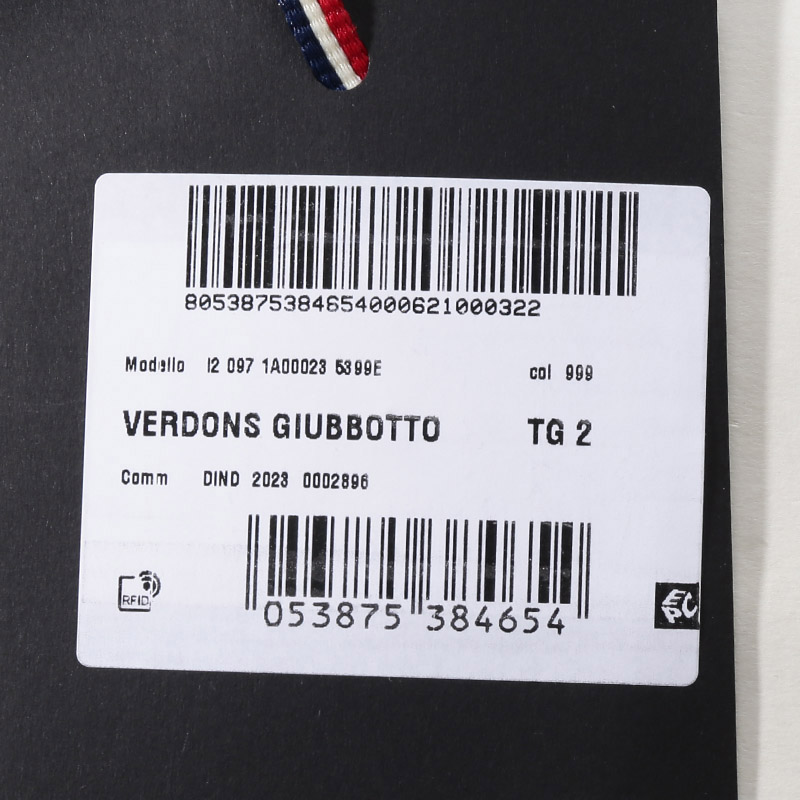 8053875384654000621000322
Modello I2 097 1A00023 5399E col 999
VERDONS GIUBBOTTO TG 2
Comm DIND 2023 0002896
053875 384654
RFID
EPC